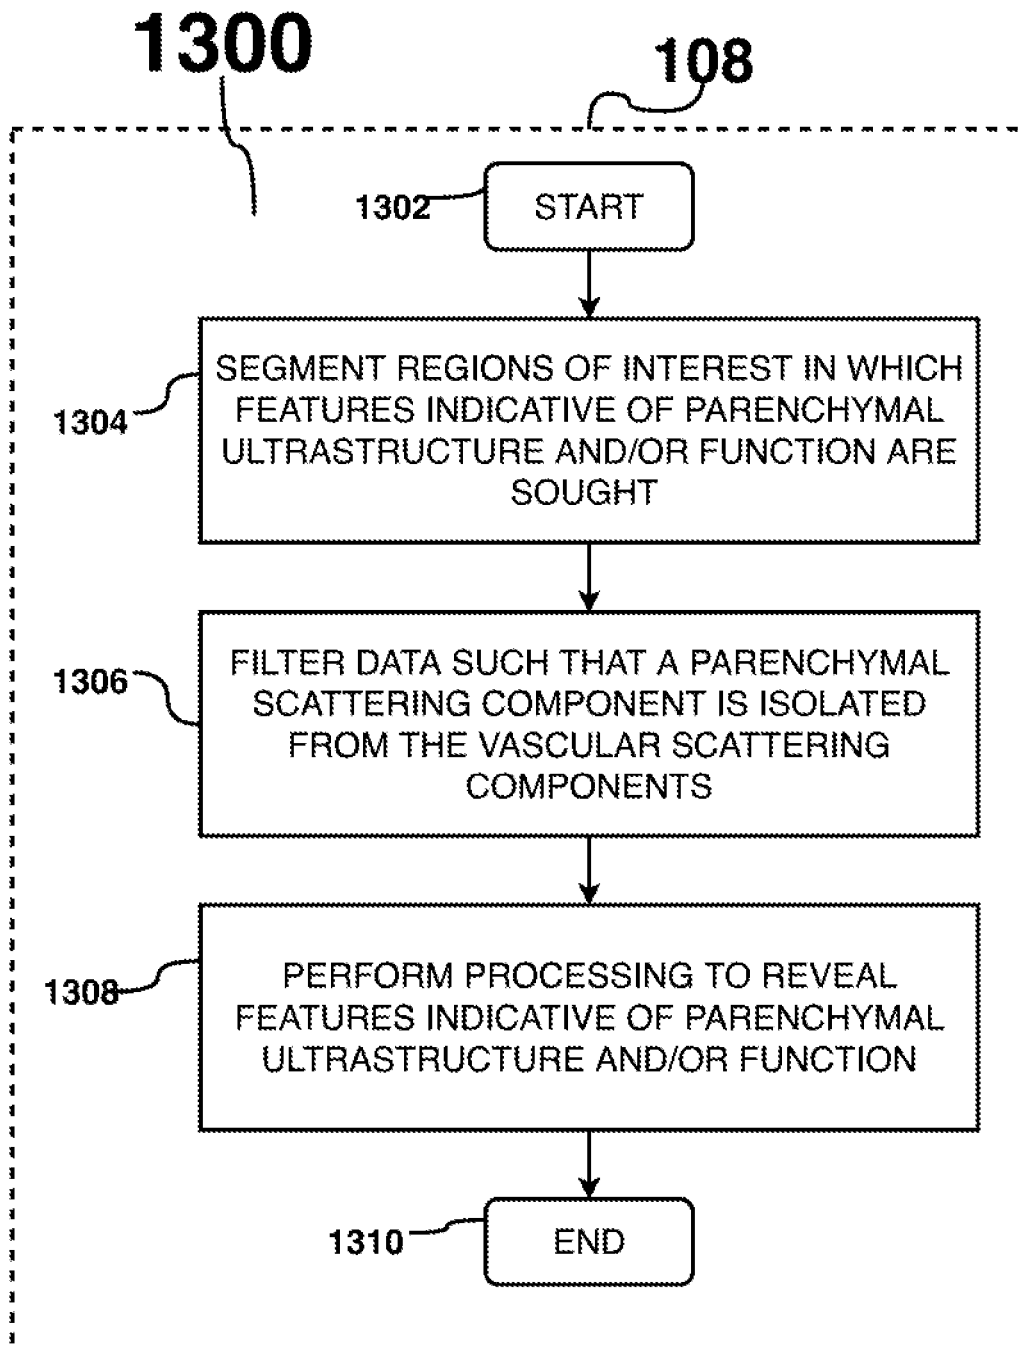 1300
108
1302
START
1304
SEGMENT REGIONS OF INTEREST IN WHICH
FEATURES INDICATIVE OF PARENCHYMAL
ULTRASTRUCTURE AND/OR FUNCTION ARE
SOUGHT
1306
FILTER DATA SUCH THAT A PARENCHYMAL
SCATTERING COMPONENT IS ISOLATED
FROM THE VASCULAR SCATTERING
COMPONENTS
1308
PERFORM PROCESSING TO REVEAL
FEATURES INDICATIVE OF PARENCHYMAL
ULTRASTRUCTURE AND/OR FUNCTION
1310
END